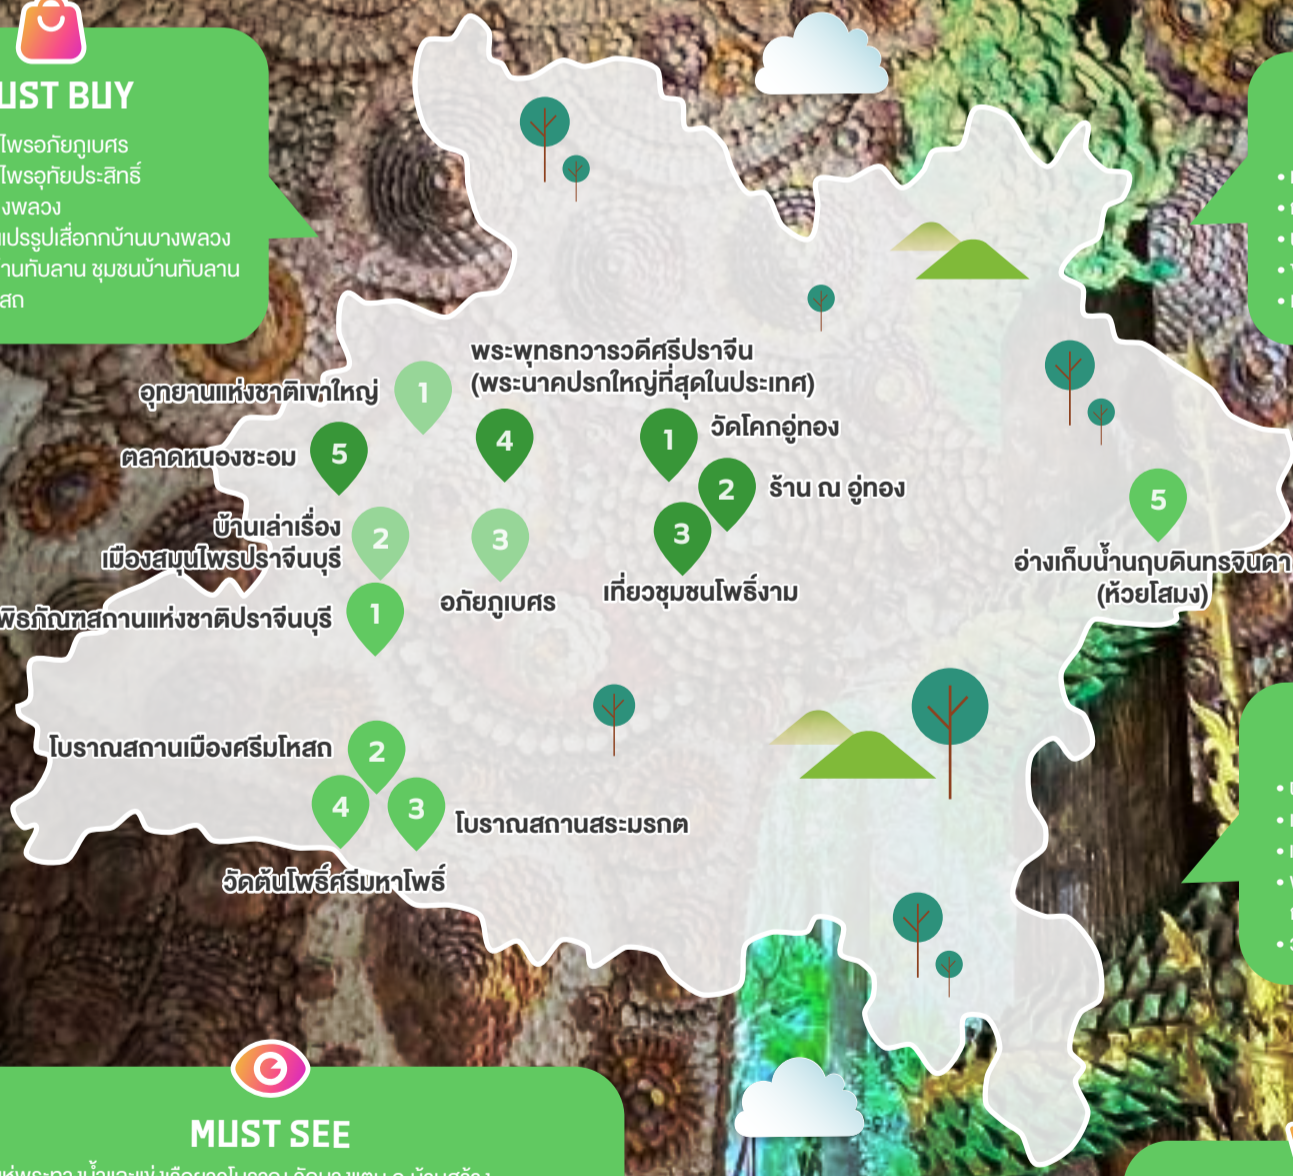 UST BUY
ไพรอภัยภูเบศร
ไพรอุทัยประสิทธิ์
งพลวง
แปรรูปเสื่อกกบ้านบางพลวง
านทับลาน ชุมชนบ้านทับลาน
สถ
พระพุทธทวารวดีศรีปราจีน
(พระนาคปรกใหญ่ที่สุดในประเทศ)
อุทยานแห่งชาติเขาใหญ่
1
ตลาดหนองชะอม
5
4
1
วัดโคกอู่ทอง
2
ร้าน ณ อู่ทอง
3
เที่ยวชุมชนโพธิ์งาม
บ้านเล่าเรื่อง
เมืองสมุนไพรปราจีนบุรี
2
3
อภัยภูเบศร
5
อ่างเก็บน้ำนฤบดินทรจินดา
(ห้วยโสมง)
พิธภัณฑสถานแห่งชาติปราจีนบุรี
1
โบราณสถานเมืองศรีมโหสถ
2
4
3
โบราณสถานสระมรกต
วัดต้นโพธิ์ศรีมหาโพธิ์
MUST SEE